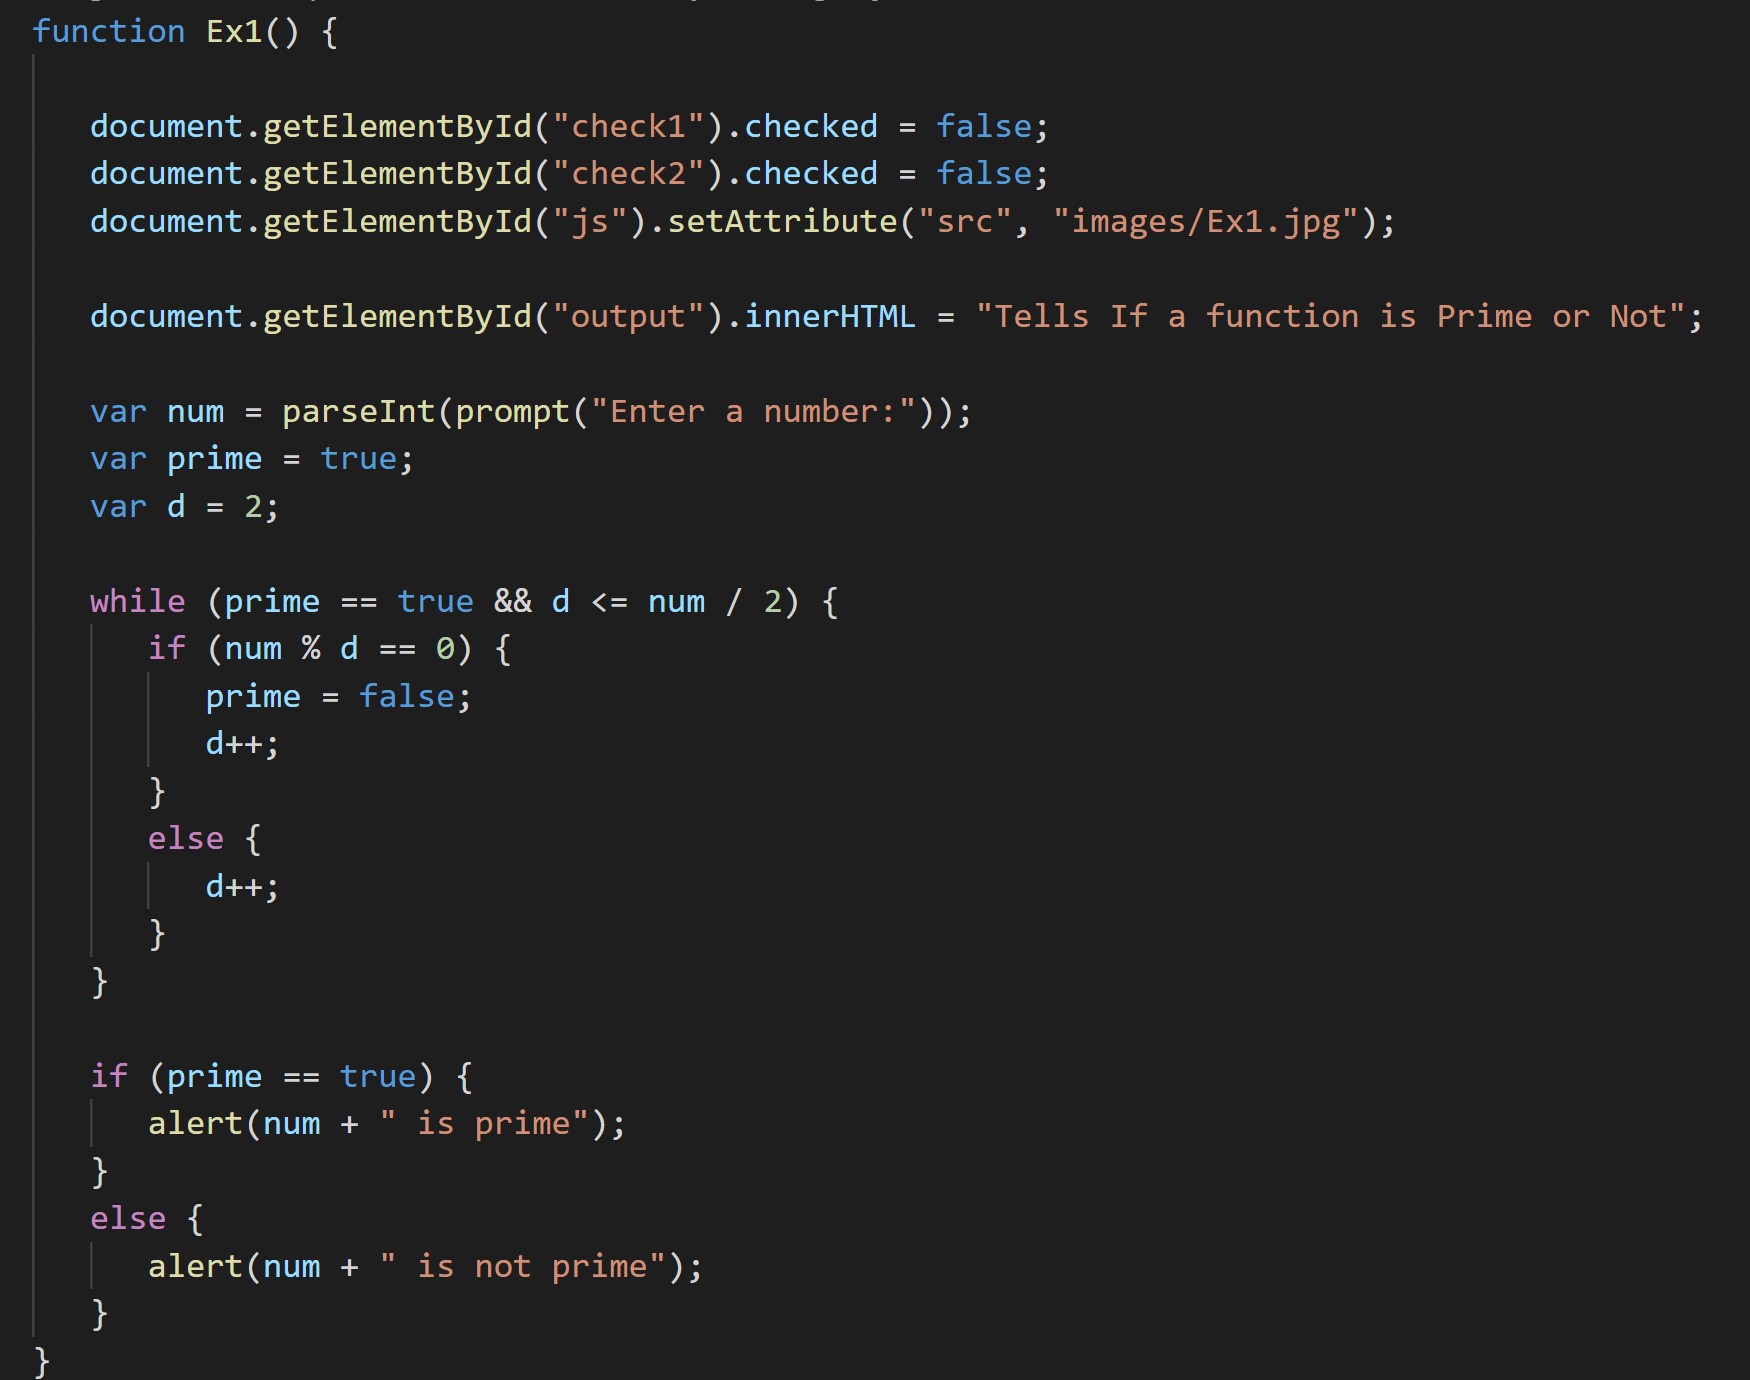 function Ex1() {
document.getElementById("check1").checked = false;
document.getElementById("check2").checked = false;
document.getElementById("js").setAttribute("src", "images/Ex1.jpg");
document.getElementById("output").innerHTML = "Tells If a function is Prime or Not";
var num = parseInt(prompt("Enter a number:"));
var prime = true;
var d = 2;
while (prime == true && d <= num / 2) {
if (num % d == 0) {
prime = false;
d++;
}
else {
d++;
}
}
if (prime == true) {
alert(num + " is prime");
}
else {
alert(num + " is not prime");
}
}